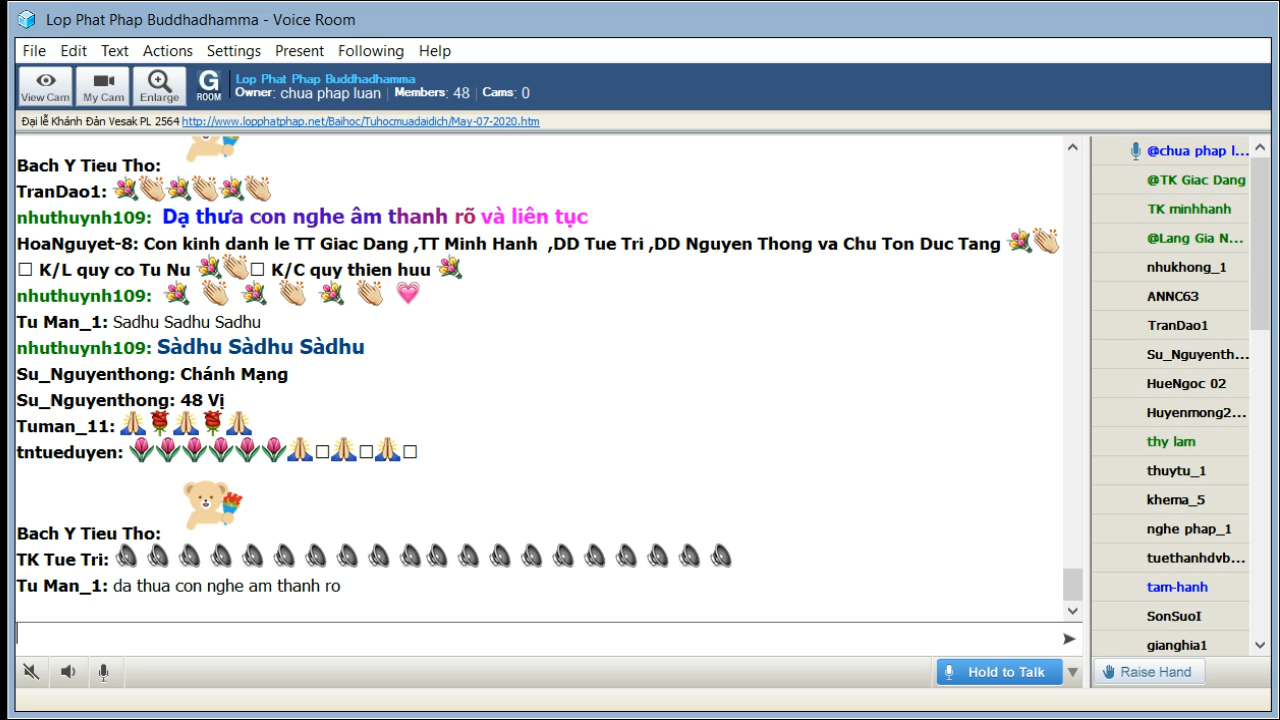 Lop Phat Phap Buddhadhamma - Voice Room
File Edit Text Actions Settings Present Following Help
View Cam My Cam Enlarge G ROOM
Lop Phat Phap Buddhadhamma
Owner: chua phap luan | Members: 48 | Cams: 0
Đại lễ Khánh Đản Vesak PL 2564 http://www.lopphatphap.net/Baihoc/Tuhocmuadaidich/May-07-2020.htm
Bach Y Tieu Tho:
TranDao1:
nhuthuynh109: Dạ thưa con nghe âm thanh rõ và liên tục
HoaNguyet-8: Con kinh danh le TT Giac Dang ,TT Minh Hanh ,DD Tue Tri ,DD Nguyen Thong va Chu Ton Duc Tang
K/L quy co Tu Nu K/C quy thien huu
nhuthuynh109:
Tu Man_1: Sadhu Sadhu Sadhu
nhuthuynh109: Sàdhu Sàdhu Sàdhu
Su_Nguyenthong: Chánh Mạng
Su_Nguyenthong: 48 Vị
Tuman_11:
tntueduyen:
Bach Y Tieu Tho:
TK Tue Tri:
Tu Man_1: da thua con nghe am thanh ro
Hold to Talk
@chua phap l...
@TK Giac Dang
TK minhhanh
@Lang Gia N...
nhukhong_1
ANNC63
TranDao1
Su_Nguyenth...
HueNgoc 02
Huyenmong2...
thy lam
thuytu_1
khema_5
nghe phap_1
tuethanhdvb...
tam-hanh
SonSuoI
gianghia1
Raise Hand